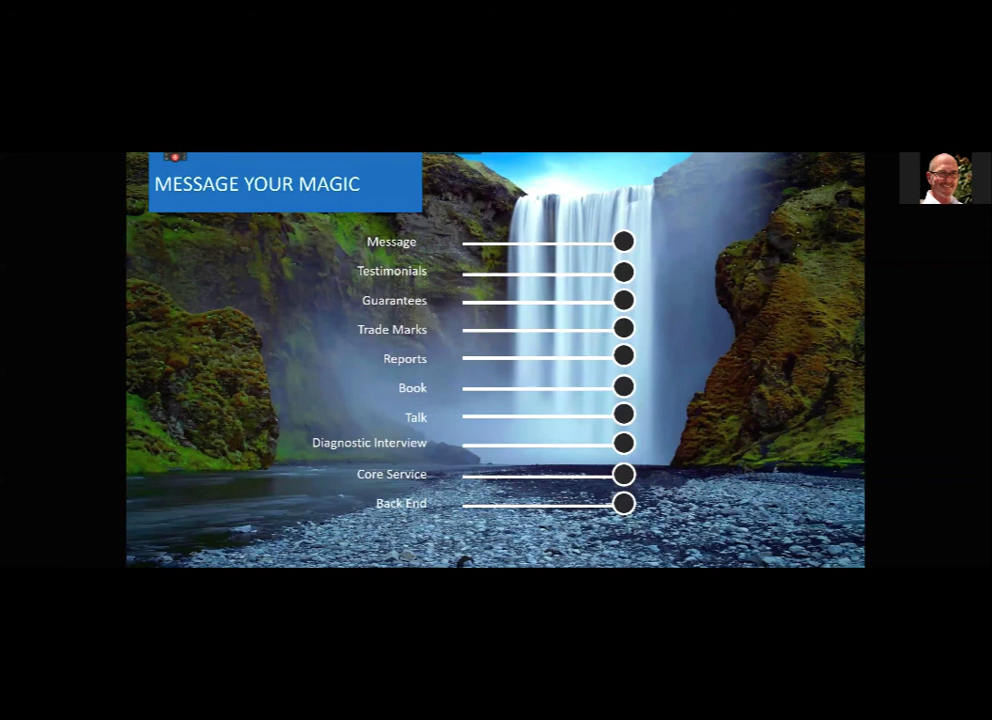 MESSAGE YOUR MAGIC
Message
Testimonials
Guarantees
Trade Marks
Reports
Book
Talk
Diagnostic Interview
Core Service
Back End